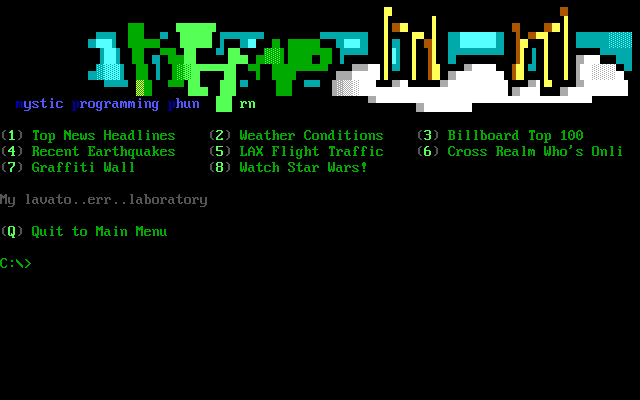 mystic programming phun rn
(1) Top News Headlines (2) Weather Conditions (3) Billboard Top 100
(4) Recent Earthquakes (5) LAX Flight Traffic (6) Cross Realm Who's Onli
(7) Graffiti Wall (8) Watch Star Wars!
My lavato..err..laboratory
(Q) Quit to Main Menu
C:\>